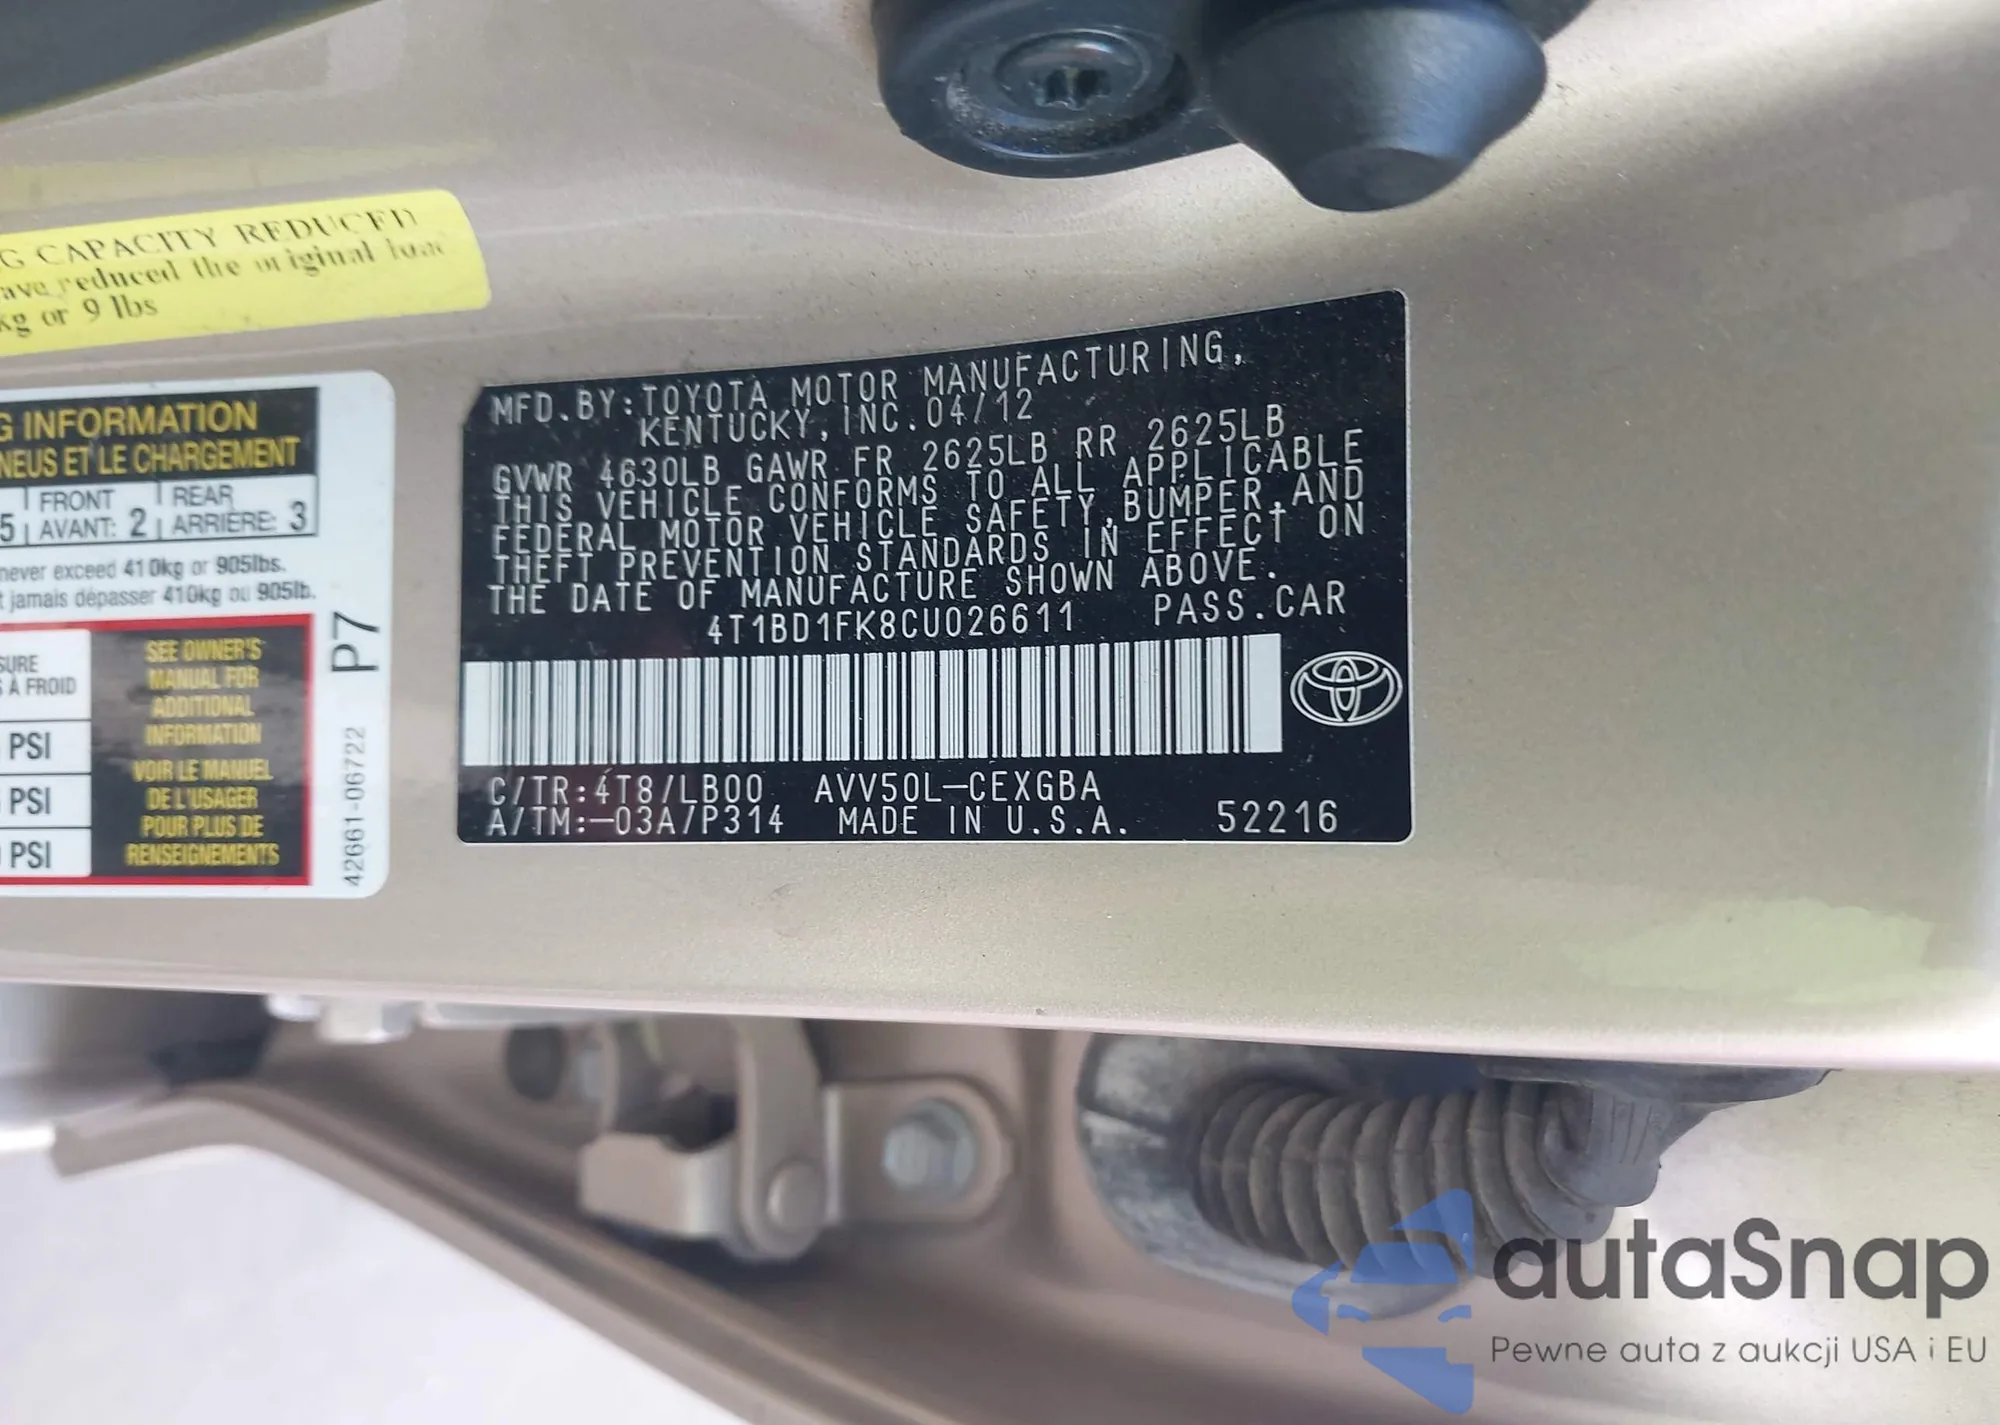 G CAPACITY REDUCED
ave reduced the original loac
kg or 9 lbs
G INFORMATION
NEUS ET LE CHARGEMENT
5 FRONT AVANT: 2 REAR ARRIÈRE: 3
never exceed 410kg or 905lbs.
t jamais dépasser 410kg ou 905lb.
SURE
S À FROID
PSI
PSI
PSI
SEE OWNER'S
MANUAL FOR
ADDITIONAL
INFORMATION
VOIR LE MANUEL
DE L'USAGER
POUR PLUS DE
RENSEIGNEMENTS
P7
42661-06722
MFD.BY:TOYOTA MOTOR MANUFACTURING,
KENTUCKY, INC.04/12
GVWR 4630LB GAWR FR 2625LB RR 2625LB
THIS VEHICLE CONFORMS TO ALL APPLICABLE
FEDERAL MOTOR VEHICLE SAFETY,BUMPER,AND
THEFT PREVENTION STANDARDS IN EFFECT ON
THE DATE OF MANUFACTURE SHOWN ABOVE.
4T1BD1FK8CU026611 PASS.CAR
C/TR:4T8/LB00 AVV50L-CEXGBA
A/TM:-03A/P314 MADE IN U.S.A. 52216
autaSnap
Pewne auta z aukcji USA i EU